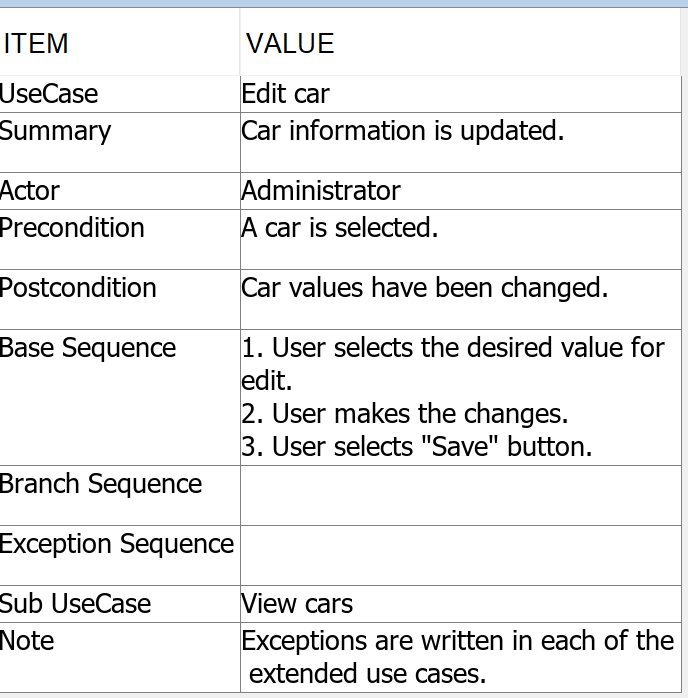 ITEM VALUE
UseCase Edit car
Summary Car information is updated.
Actor Administrator
Precondition A car is selected.
Postcondition Car values have been changed.
Base Sequence 1. User selects the desired value for
edit.
2. User makes the changes.
3. User selects "Save" button.
Branch Sequence
Exception Sequence
Sub UseCase View cars
Note Exceptions are written in each of the
extended use cases.